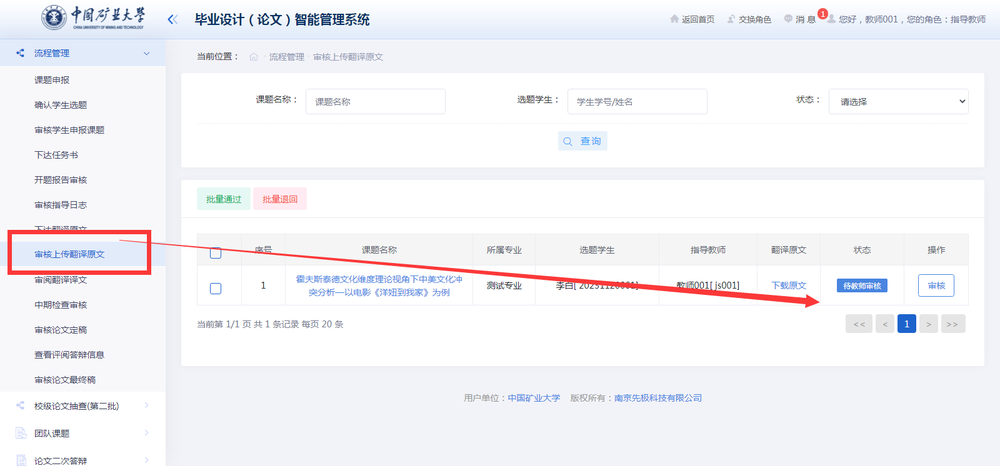 中国矿业大学
CHINA UNIVERSITY OF MINING AND TECHNOLOGY
毕业设计（论文）智能管理系统
返回首页 交换角色 消 息 1 您好，教师001，您的角色：指导教师
流程管理
课题申报
确认学生选题
审核学生申报课题
下达任务书
开题报告审核
审核指导日志
下达翻译原文
审核上传翻译原文
审阅翻译译文
中期检查审核
审核论文定稿
查看评阅答辩信息
审核论文最终稿
校级论文抽查(第二批)
团队课题
论文二次答辩
当前位置： 流程管理 审核上传翻译原文
课题名称： 课题名称 选题学生： 学生学号/姓名 状态： 请选择
查询
批量通过 批量退回
序号 课题名称 所属专业 选题学生 指导教师 翻译原文 状态 操作
1 霍夫斯泰德文化维度理论视角下中美文化冲
突分析—以电影《洋妞到我家》为例 测试专业 李白[ 20231120001] 教师001[ js001] 下载原文 待教师审核 审核
当前第 1/1 页 共 1 条记录 每页 20 条 << < 1 > >>
用户单位：中国矿业大学 版权所有：南京先极科技有限公司